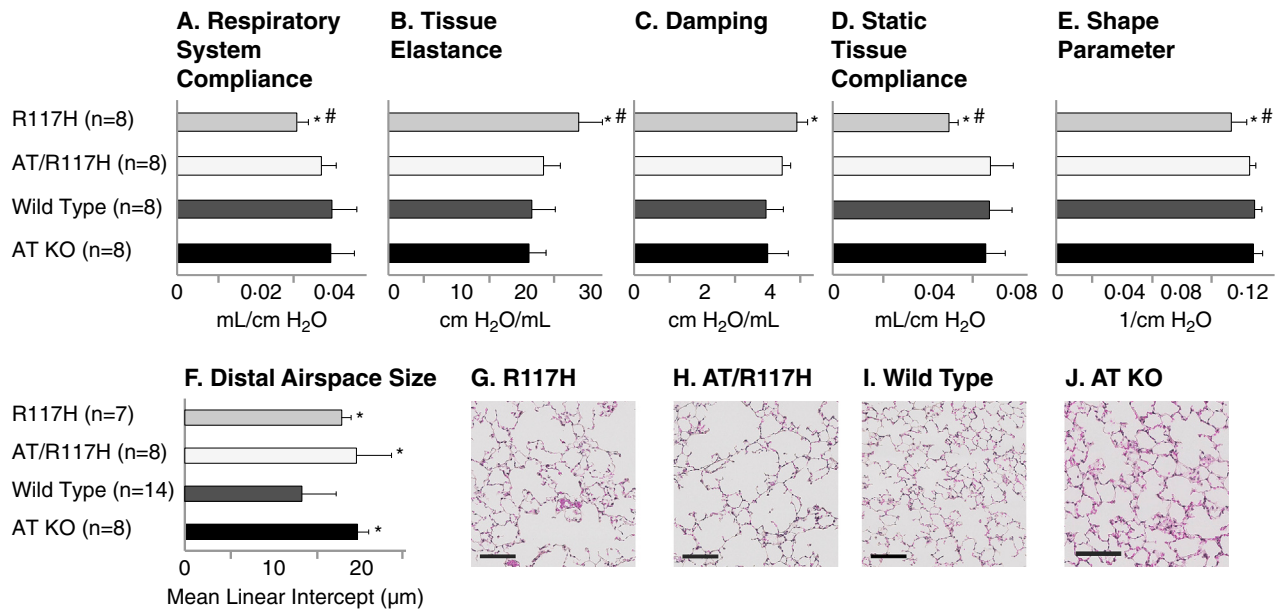 A. Respiratory System Compliance
B. Tissue Elastance
C. Damping
D. Static Tissue Compliance
E. Shape Parameter
R117H (n=8)
* #
* #
*
* #
* #
AT/R117H (n=8)
Wild Type (n=8)
AT KO (n=8)
0 0·02 0·04
0 10 20 30
0 2 4
0 0·04 0·08
0 0·04 0·08 0·12
mL/cm H₂O
cm H₂O/mL
cm H₂O/mL
mL/cm H₂O
1/cm H₂O
F. Distal Airspace Size
G. R117H
H. AT/R117H
I. Wild Type
J. AT KO
R117H (n=7)
*
AT/R117H (n=8)
*
Wild Type (n=14)
AT KO (n=8)
*
0 10 20
Mean Linear Intercept (µm)